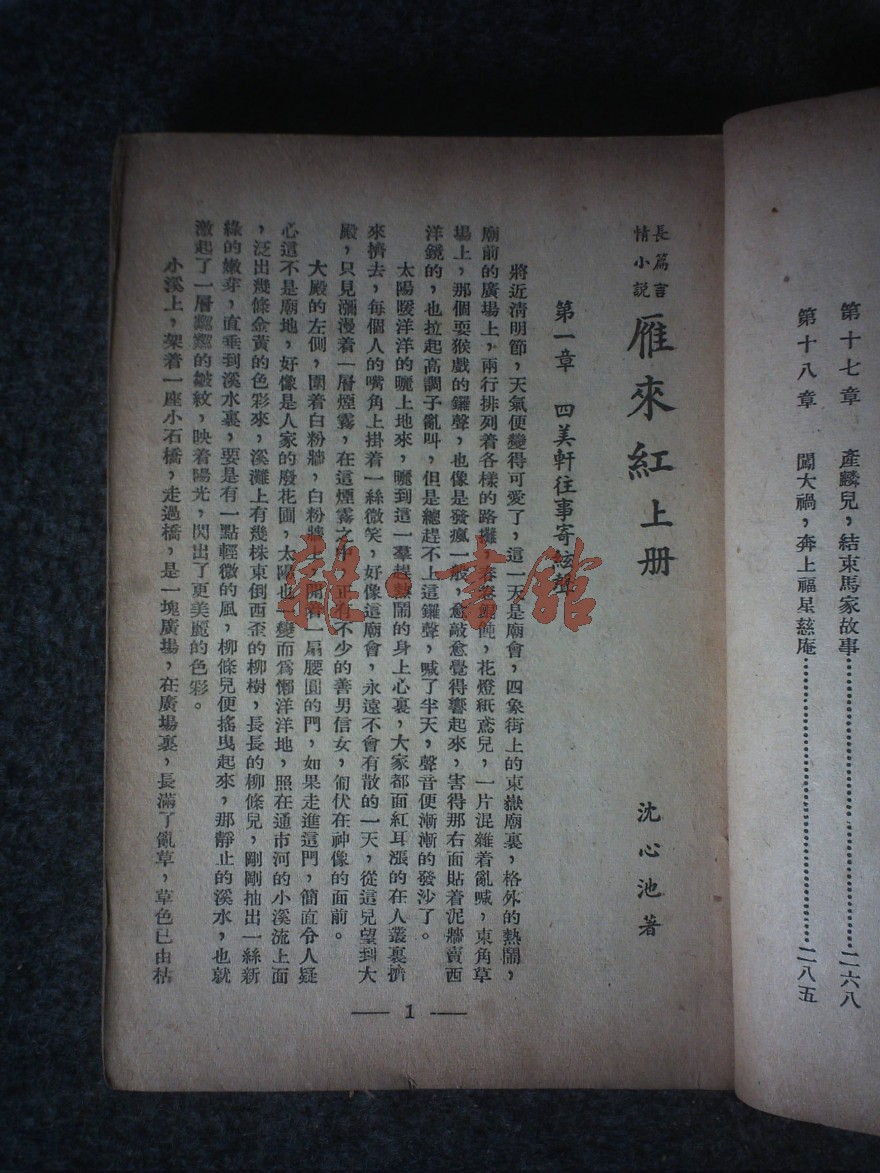 第十七章　產麟兒，結束馬家故事……………………二六八
第十八章　闖大禍，奔上福星慈庵……………………二八五
長篇言
情小説
雁來紅上册
沈心池著
第一章　四美軒往事寄絃聲
將近淸明節，天氣便變得可愛了，這一天是廟會，四象街上的東嶽廟裏，格外的熱鬧，
廟前的廣場上，兩行排列着各樣的路攤，春卷餛飩，花燈紙鳶兒，一片混雜着亂喊，東角草
場上，那個耍猴戲的鑼聲，也像是發瘋一般，愈敲愈覺得響起來，害得那右面貼着泥牆賣西
洋鏡的，也拉起高調子亂叫，但是總趕不上這鑼聲，喊了半天，聲音便漸漸的發沙了。
太陽暖洋洋的曬上地來，曬到這一羣趕熱鬧的身上心裏，大家都面紅耳漲的在人叢裏擠
來擠去，每個人的嘴角上掛着一絲微笑，好像這廟會，永遠不會有散的一天，從這兒望到大
殿，只見瀰漫着一層煙霧，在這煙霧之中，正有不少的善男信女，匍伏在神像的面前。
大殿的左側，圍着白粉牆，白粉牆上，開着一扇腰圓的門，如果走進這門，簡直令人疑
心這不是廟地，好像是人家的廢花圃，太陽也一變而爲懶洋洋地，照在通市河的小溪流上面
，泛出幾條金黃的色彩來，溪灘上有幾株東倒西歪的柳樹，長長的柳條兒，剛剛抽出一絲新
綠的嫩芽，直垂到溪水裏，要是有一點輕微的風，柳條兒便搖曳起來，那靜止的溪水，也就
激起了一層層的皺紋，映着陽光，閃出了更美麗的色彩。
小溪上，架着一座小石橋，走過橋，是一塊廣場，在廣場裏，長滿了亂草，草色已由枯
— 1 —
雜·書館